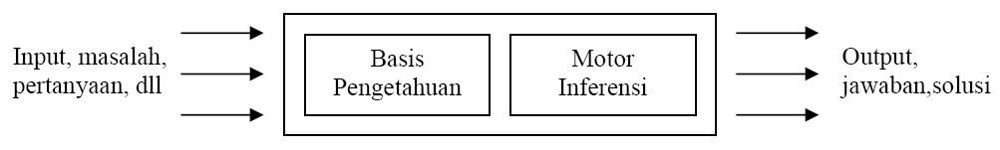 Input, masalah,
pertanyaan, dll
Basis
Pengetahuan
Motor
Inferensi
Output,
jawaban,solusi